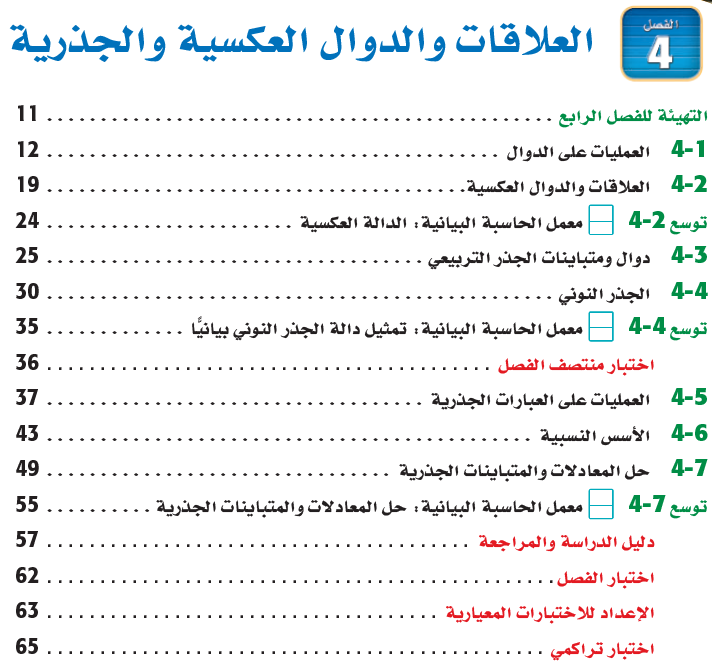 الفصل 4 العلاقات والدوال العكسية والجذرية
التهيئة للفصل الرابع 11
4-1 العمليات على الدوال 12
4-2 العلاقات والدوال العكسية 19
توسع 4-2 معمل الحاسبة البيانية: الدالة العكسية 24
4-3 دوال ومتباينات الجذر التربيعي 25
4-4 الجذر النوني 30
توسع 4-4 معمل الحاسبة البيانية: تمثيل دالة الجذر النوني بيانيًّا 35
اختبار منتصف الفصل 36
4-5 العمليات على العبارات الجذرية 37
4-6 الأسس النسبية 43
4-7 حل المعادلات والمتباينات الجذرية 49
توسع 4-7 معمل الحاسبة البيانية: حل المعادلات والمتباينات الجذرية 55
دليل الدراسة والمراجعة 57
اختبار الفصل 62
الإعداد للاختبارات المعيارية 63
اختبار تراكمي 65